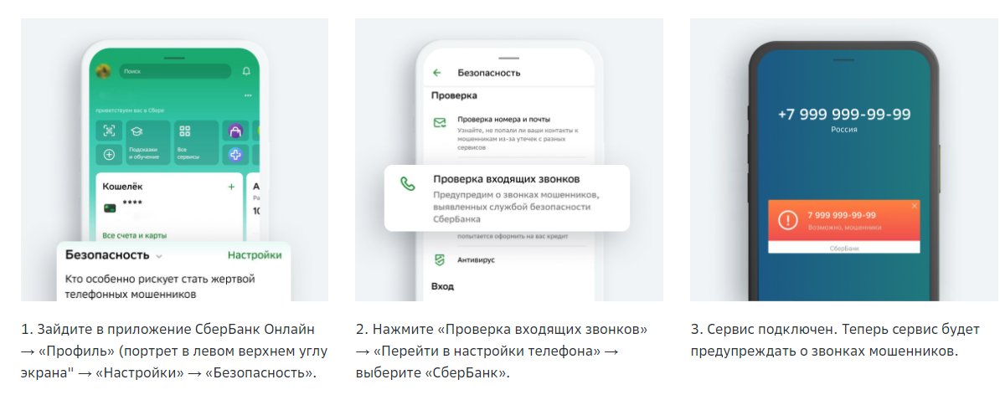 Поиск
приветствуем вас в Сбере
Подсказки
и обучение
Все
сервисы
Кошелёк
+
А
Ра
10
****
Все счета и карты
Безопасность
Настройки
Кто особенно рискует стать жертвой
телефонных мошенников
1. Зайдите в приложение СберБанк Онлайн
→ «Профиль» (портрет в левом верхнем углу
экрана" → «Настройки» → «Безопасность».
Безопасность
Проверка
Проверка номера и почты
Узнайте, не попали ли ваши контакты к
мошенникам из-за утечек с разных
сервисов
Проверка входящих звонков
Предупредим о звонках мошенников,
выявленных службой безопасности
СберБанка
попытается оформить на вас кредит
Антивирус
Вход
2. Нажмите «Проверка входящих звонков»
→ «Перейти в настройки телефона» →
выберите «СберБанк».
+7 999 999-99-99
Россия
7 999 999-99-99
Возможно, мошенники
СберБанк
3. Сервис подключен. Теперь сервис будет
предупреждать о звонках мошенников.